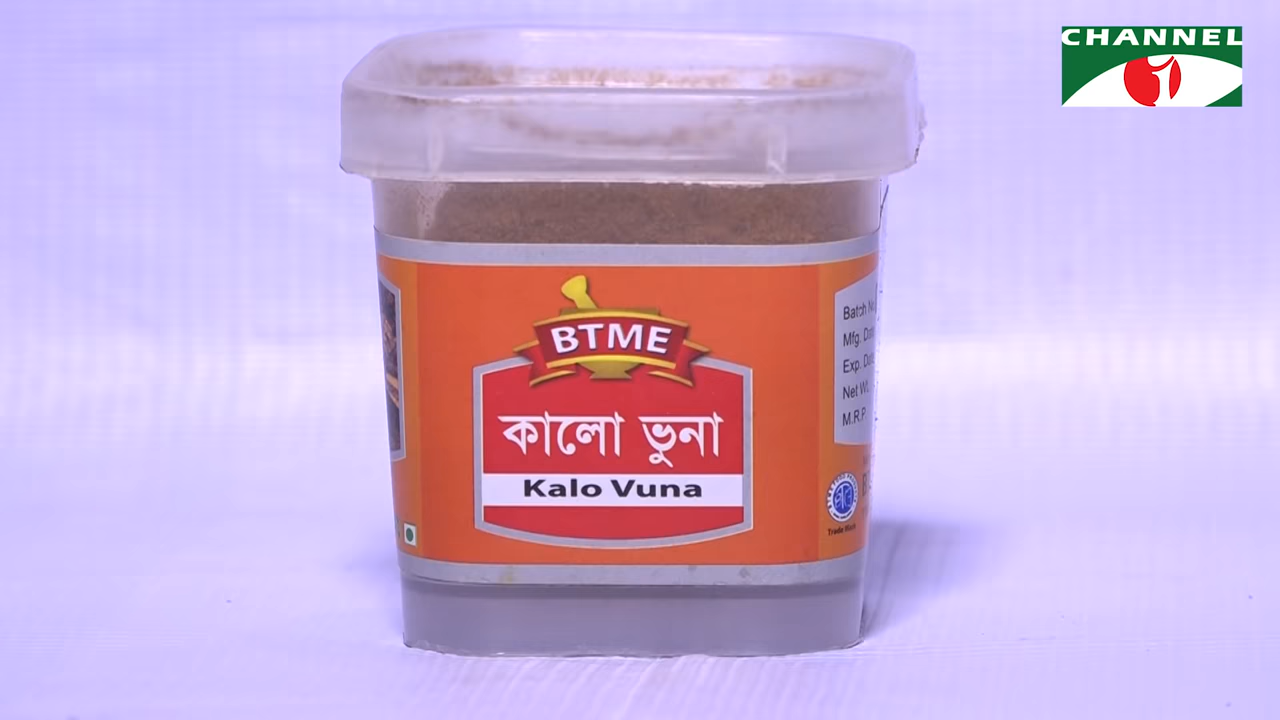 CHANNEL
i
BTME
কালো ভুনা
Kalo Vuna
Batch No
Mfg. Date
Exp. Date
Net Wt.
M.R.P
Trade Mark